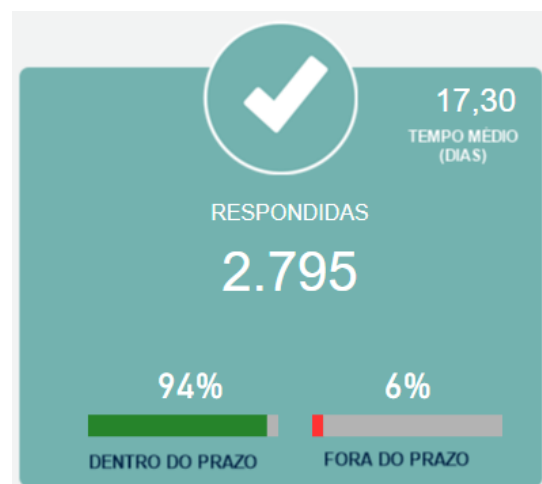 17,30
TEMPO MÉDIO
(DIAS)
RESPONDIDAS
2.795
94%
6%
DENTRO DO PRAZO
FORA DO PRAZO